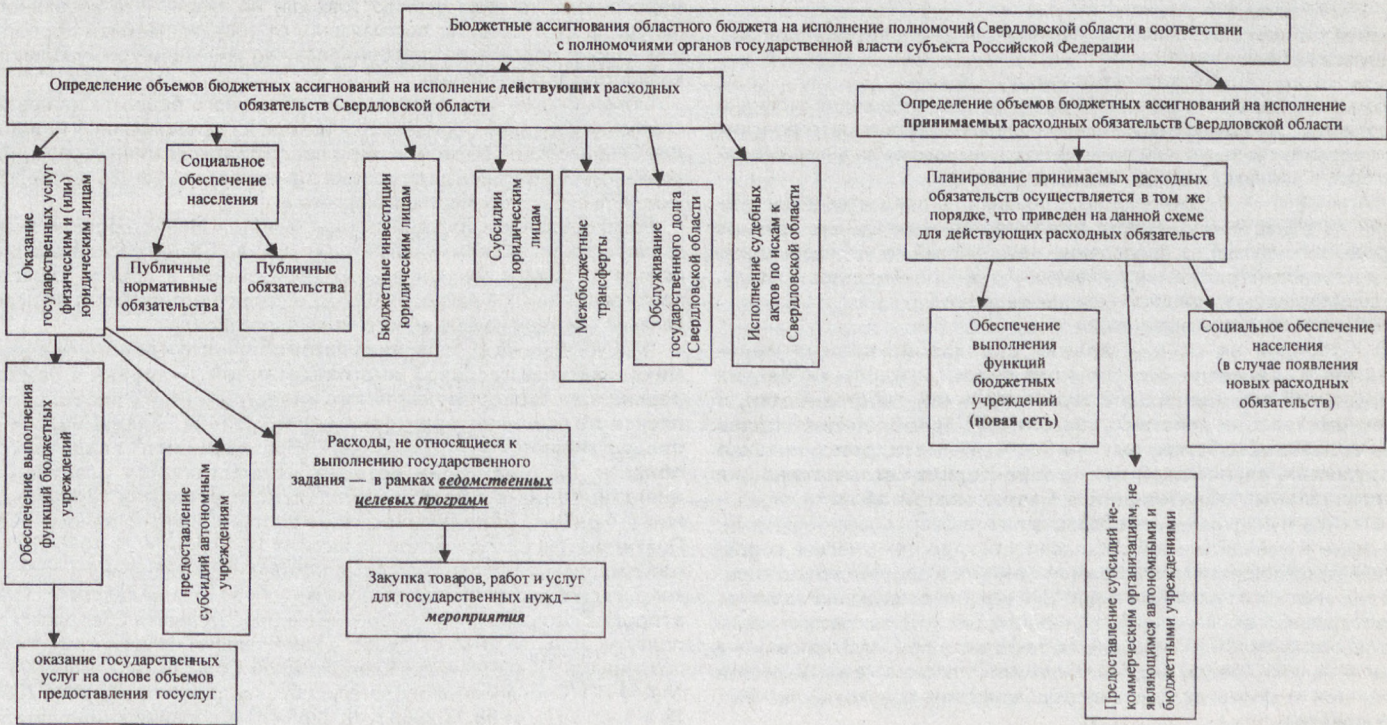 Бюджетные ассигнования областного бюджета на исполнение полномочий Свердловской области в соответствии
с полномочиями органов государственной власти субъекта Российской Федерации
Определение объемов бюджетных ассигнований на исполнение действующих расходных
обязательств Свердловской области
Определение объемов бюджетных ассигнований на исполнение
принимаемых расходных обязательств Свердловской области
Оказание
государственных услуг
физическим и (или)
юридическим лицам
Социальное
обеспечение
населения
Публичные
нормативные
обязательства
Публичные
обязательства
Бюджетные инвестиции
юридическим лицам
Субсидии
юридическим
лицам
Межбюджетные
трансферты
Обслуживание
государственного долга
Свердловской области
Исполнение судебных
актов по искам к
Свердловской области
Планирование принимаемых расходных
обязательств осуществляется в том же
порядке, что приведен на данной схеме
для действующих расходных обязательств
Обеспечение
выполнения
функций
бюджетных
учреждений
(новая сеть)
Социальное обеспечение
населения
(в случае появления
новых расходных
обязательств)
Обеспечение выполнения
функций бюджетных
учреждений
предоставление
субсидий автономным
учреждениям
Расходы, не относящиеся к
выполнению государственного
задания — в рамках ведомственных
целевых программ
Закупка товаров, работ и услуг
для государственных нужд —
мероприятия
оказание государственных
услуг на основе объемов
предоставления госуслуг
Предоставление субсидий не-
коммерческим организациям, не
являющимся автономными и
бюджетными учреждениями